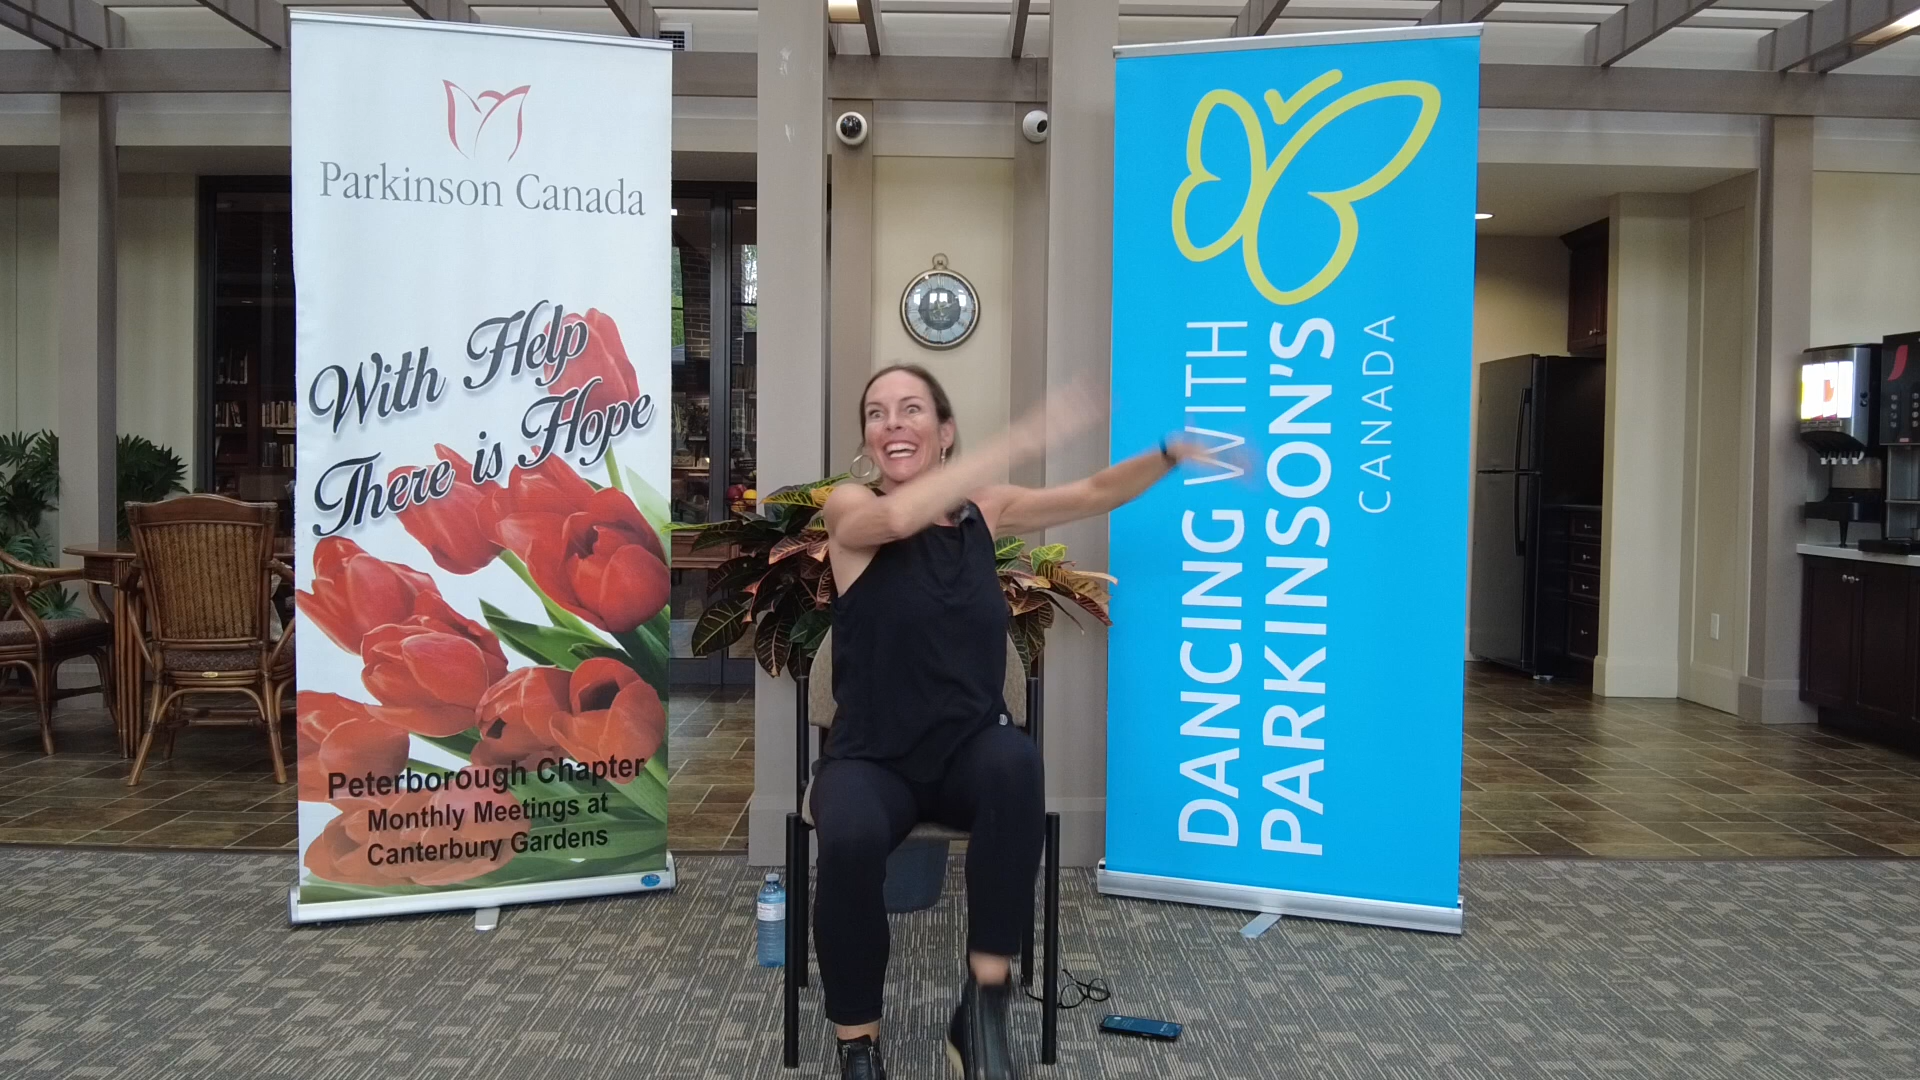 Parkinson Canada
With Help
There is Hope
Peterborough Chapter
Monthly Meetings at
Canterbury Gardens
DANCING WITH
PARKINSON'S
CANADA